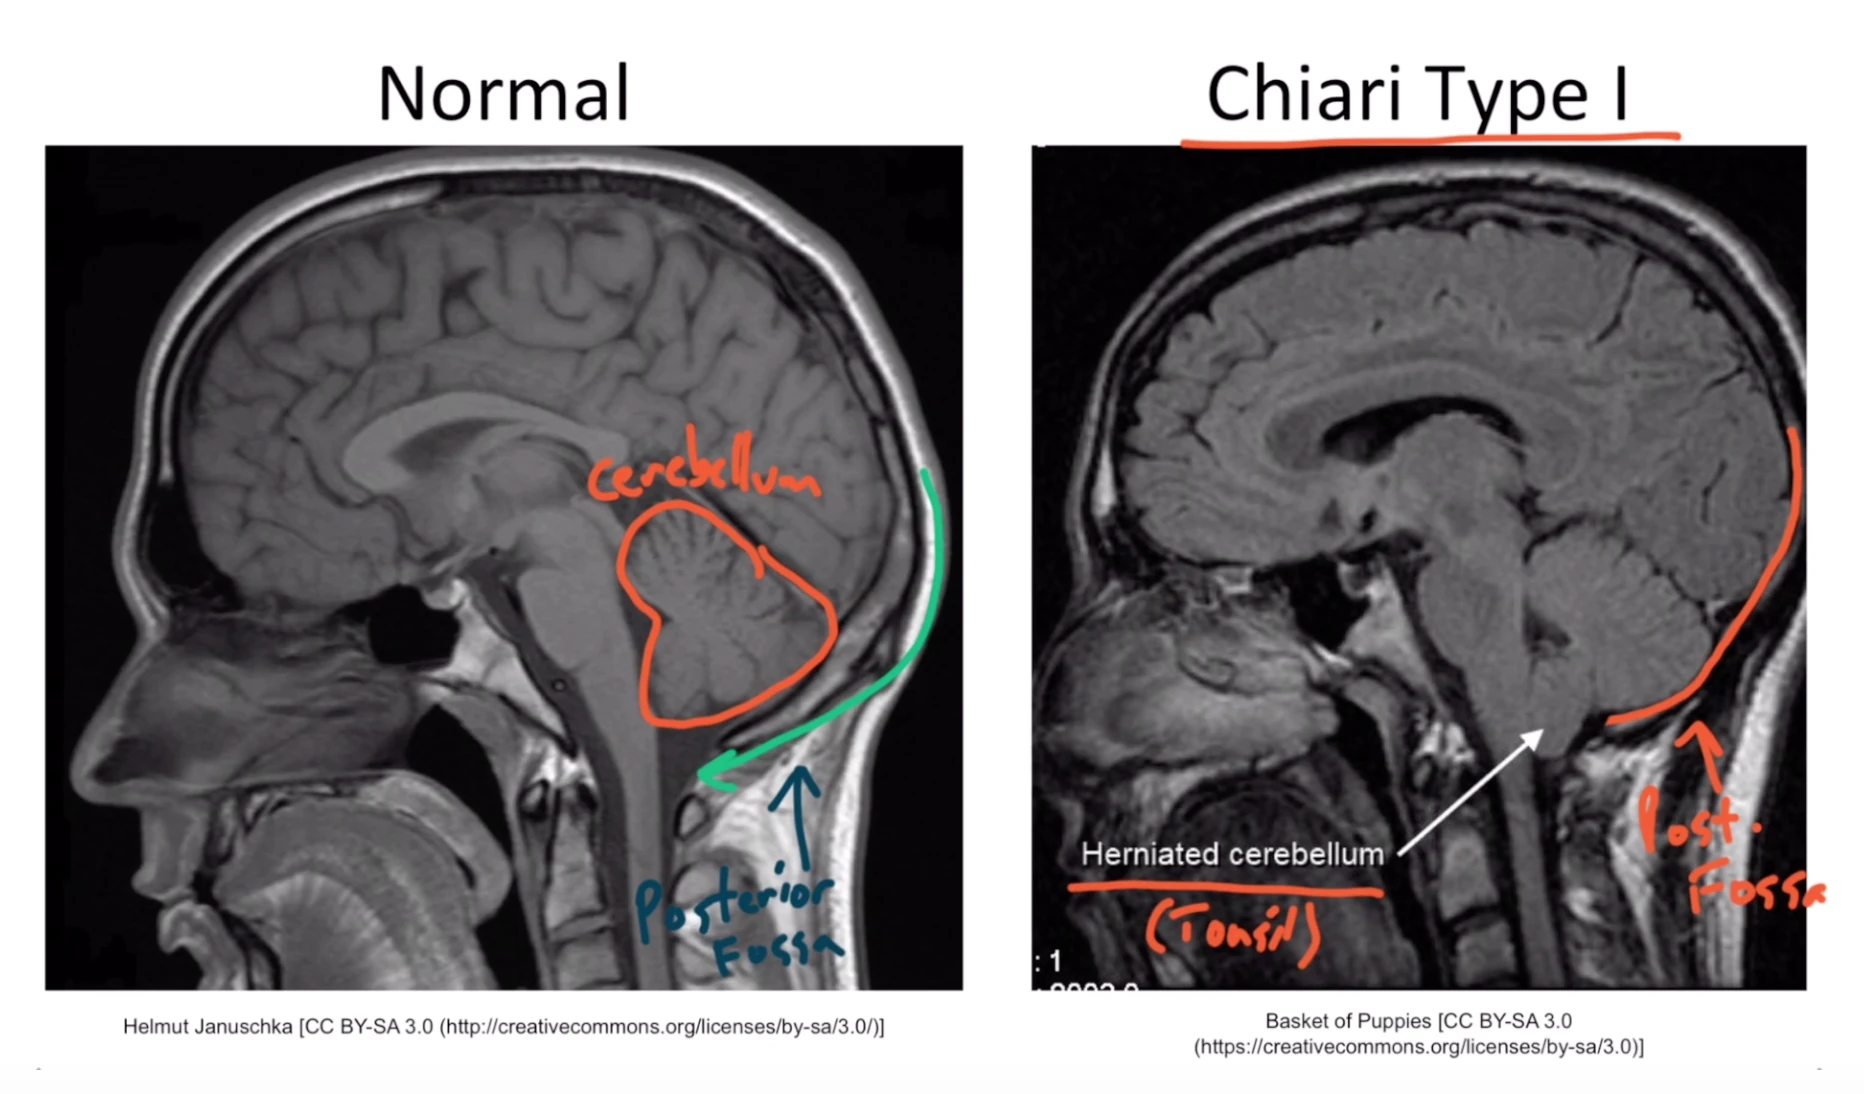 Normal
Chiari Type I
cerebellum
Posterior
Fossa
Herniated cerebellum
(Tonsil)
Post.
Fossa
: 1
Helmut Januschka [CC BY-SA 3.0 (http://creativecommons.org/licenses/by-sa/3.0/)]
Basket of Puppies [CC BY-SA 3.0
(https://creativecommons.org/licenses/by-sa/3.0)]